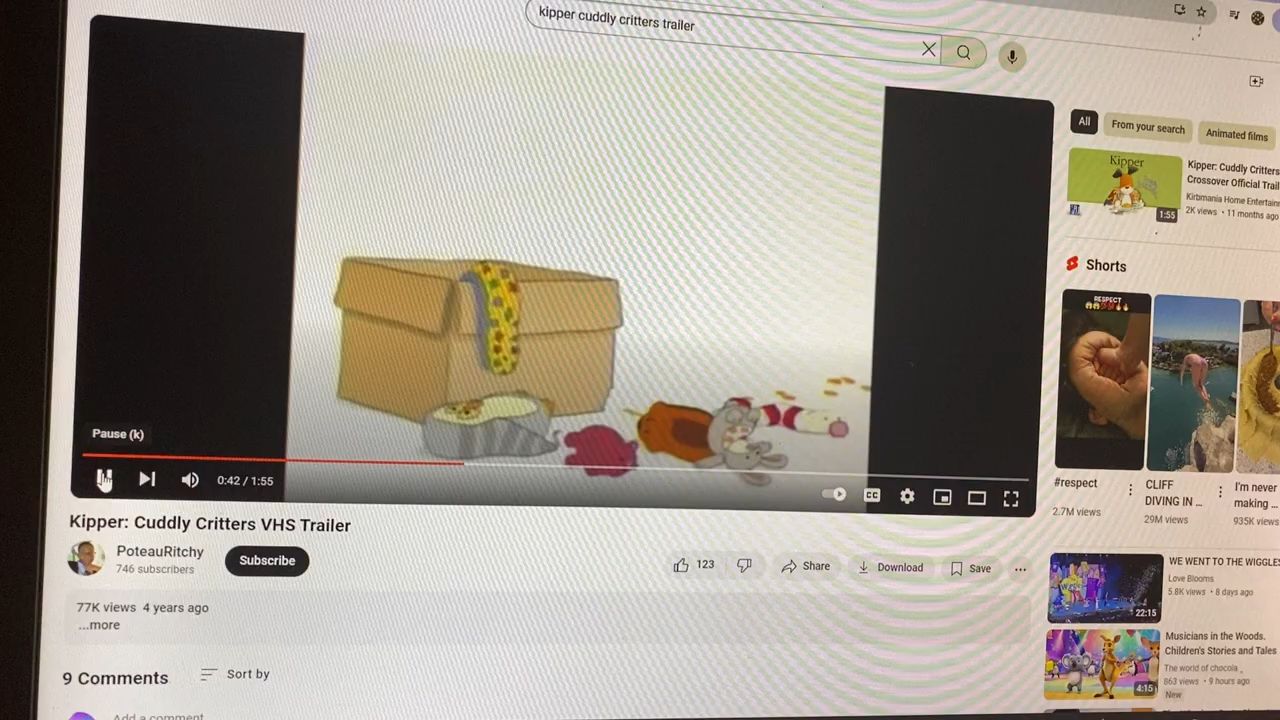 kipper cuddly critters trailer
All
From your search
Animated films
Kipper
1:55
Kipper: Cuddly Critters
Crossover Official Trail
Kirbmania Home Entertain
2K views • 11 months ago
Shorts
RESPECT
#respect
2.7M views
CLIFF
DIVING IN ...
29M views
I'm never
making ...
935K views
Pause (k)
0:42 / 1:55
CC
Kipper: Cuddly Critters VHS Trailer
PoteauRitchy
746 subscribers
Subscribe
123
Share
Download
Save
77K views 4 years ago
...more
9 Comments
Sort by
Add a comment
WE WENT TO THE WIGGLES
Love Blooms
5.8K views • 8 days ago
22:15
Musicians in the Woods.
Children's Stories and Tales
The world of chocola
863 views • 9 hours ago
New
4:15